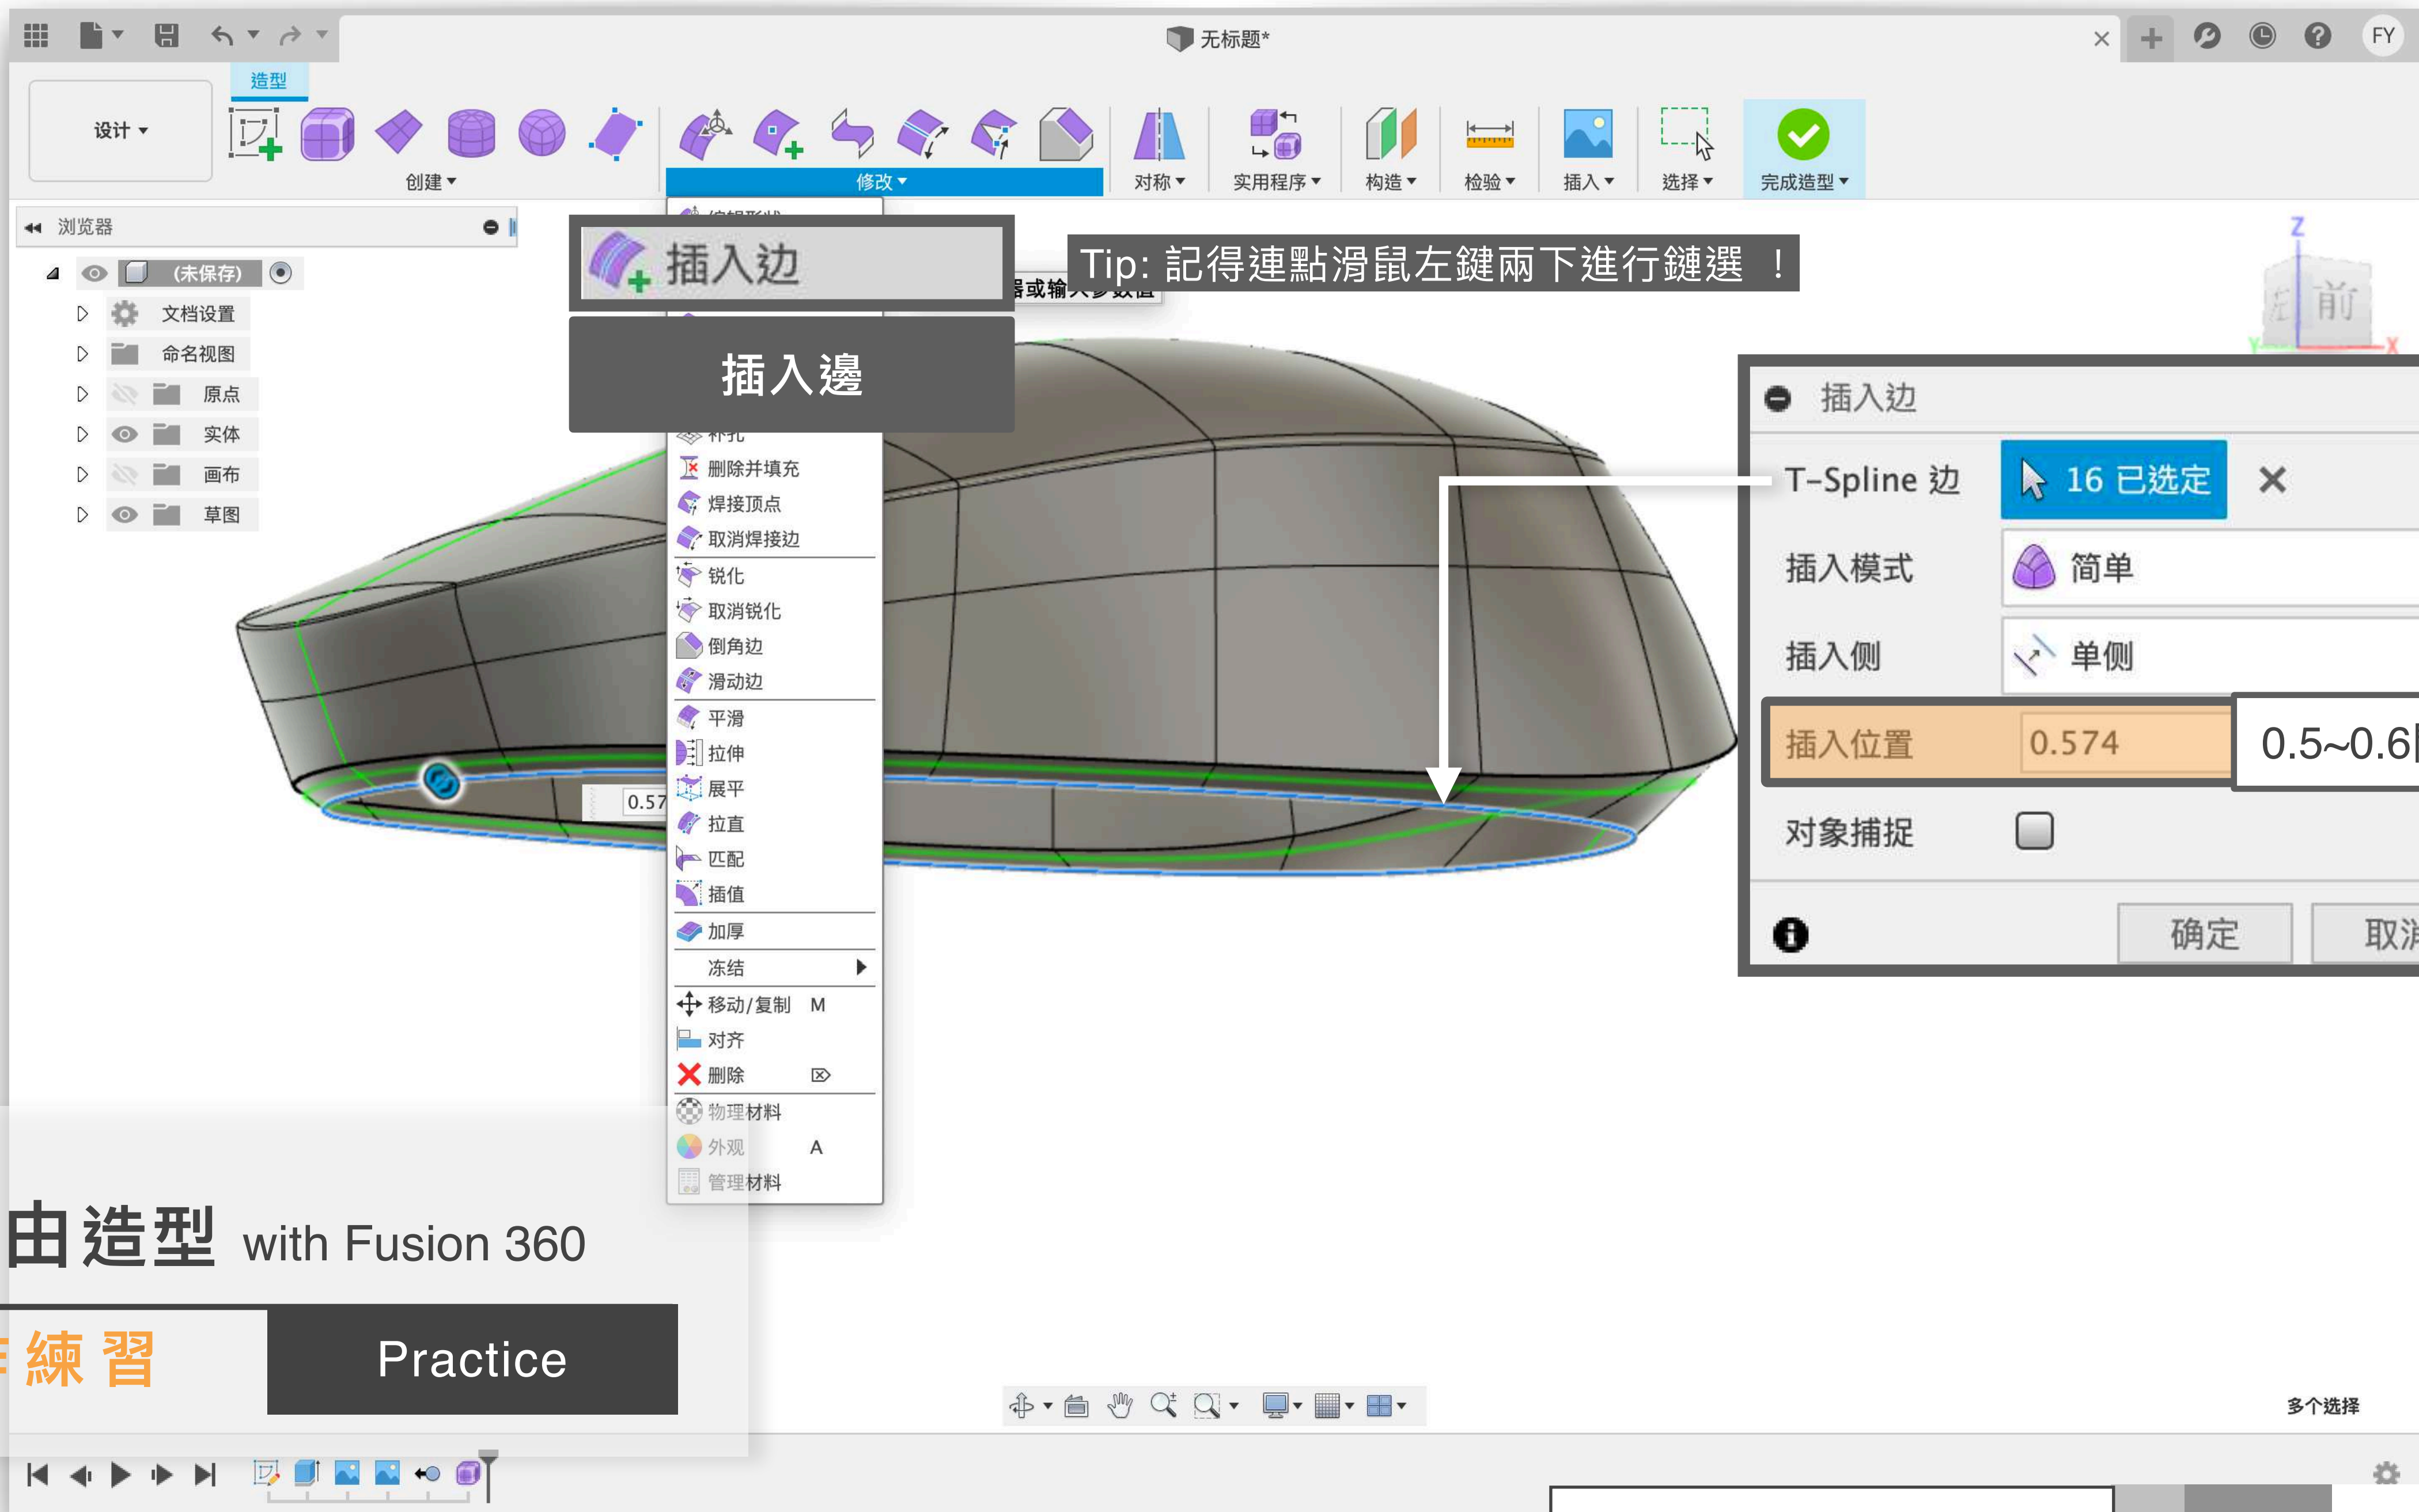 无标题*
FY
造型
设计
创建
修改
对称
实用程序
构造
检验
插入
选择
完成造型
浏览器
(未保存)
文档设置
命名视图
原点
实体
画布
草图
插入边
插入邊
Tip: 記得連點滑鼠左鍵兩下進行鏈選 !
Z
左
前
Y
X
补孔
删除并填充
焊接顶点
取消焊接边
锐化
取消锐化
倒角边
滑动边
平滑
拉伸
展平
拉直
匹配
插值
加厚
冻结
移动/复制 M
对齐
删除
物理材料
外观 A
管理材料
0.57
插入边
T-Spline 边 16 已选定
插入模式 简单
插入侧 单侧
插入位置 0.574
0.5~0.6
对象捕捉
确定
由造型 with Fusion 360
練習
Practice
多个选择